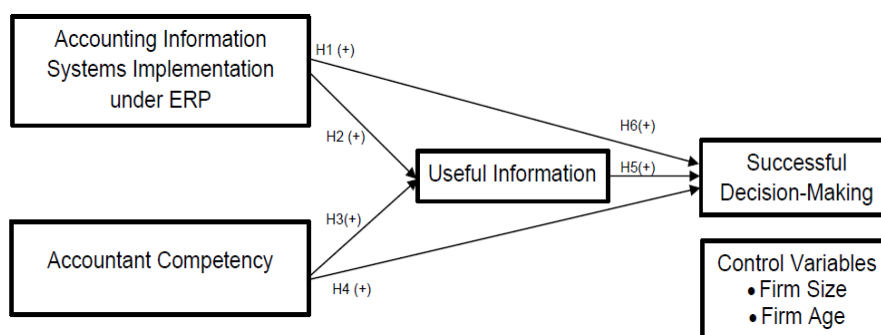 Accounting Information
Systems Implementation
under ERP
H1 (+)
H2 (+)
H6(+)
Useful Information
H5(+)
Successful
Decision-Making
H3(+)
Accountant Competency
H4 (+)
Control Variables
• Firm Size
• Firm Age